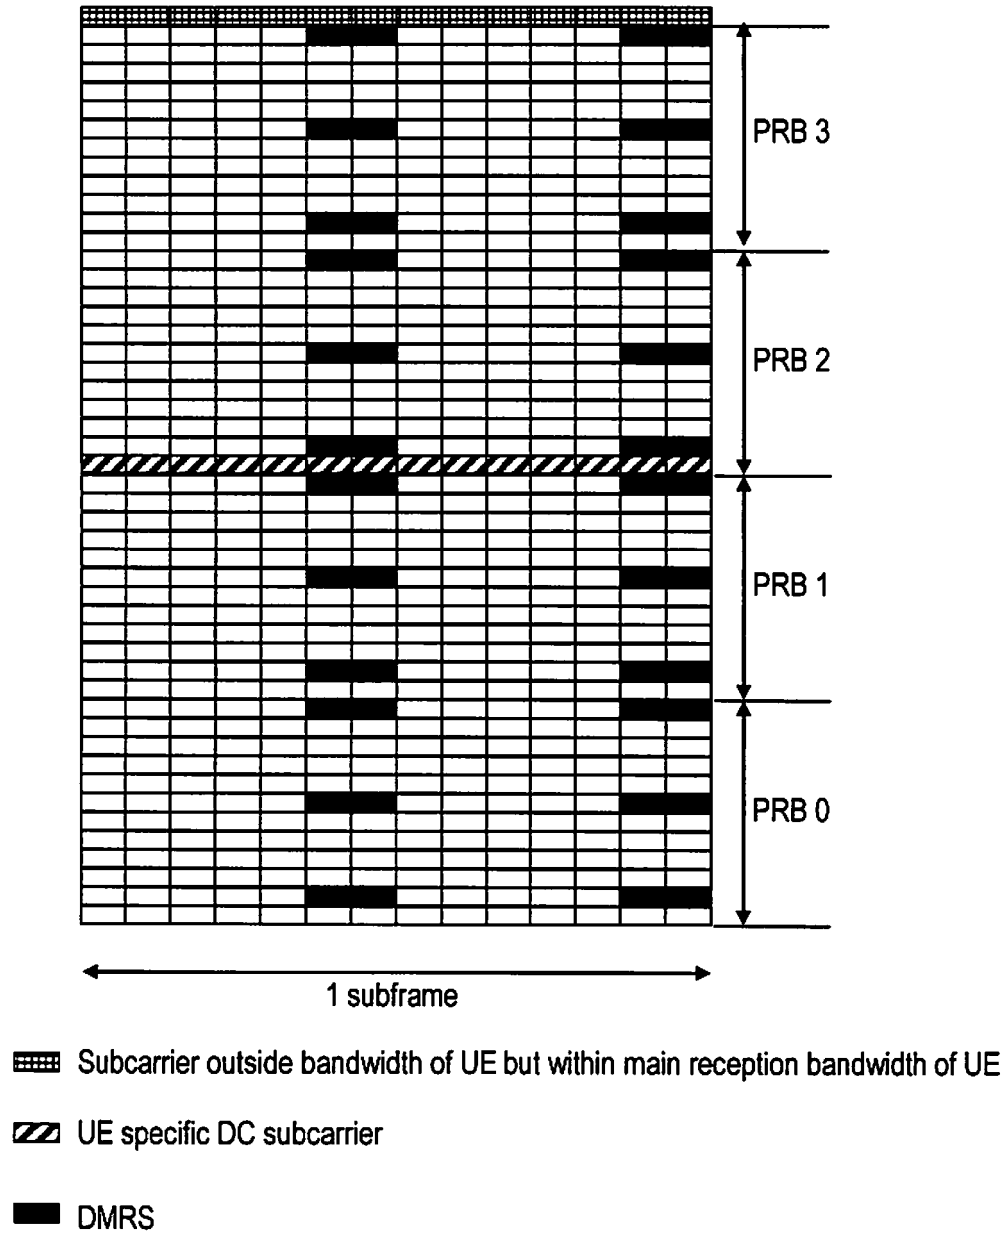 PRB 3
PRB 2
PRB 1
PRB 0
1 subframe
Subcarrier outside bandwidth of UE but within main reception bandwidth of UE
UE specific DC subcarrier
DMRS